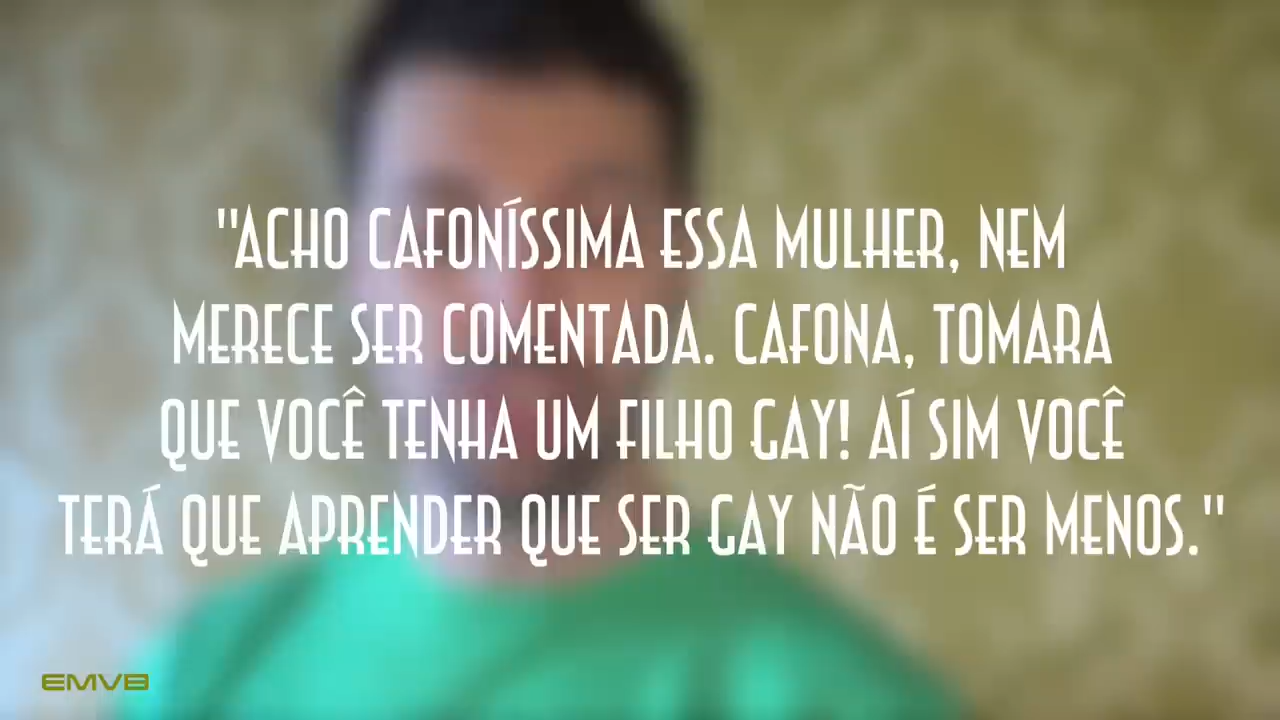 "ACHO CAFONÍSSIMA ESSA MULHER, NEM
MERECE SER COMENTADA. CAFONA, TOMARA
QUE VOCÊ TENHA UM FILHO GAY! AÍ SIM VOCÊ
TERÁ QUE APRENDER QUE SER GAY NÃO É SER MENOS."
EMVB